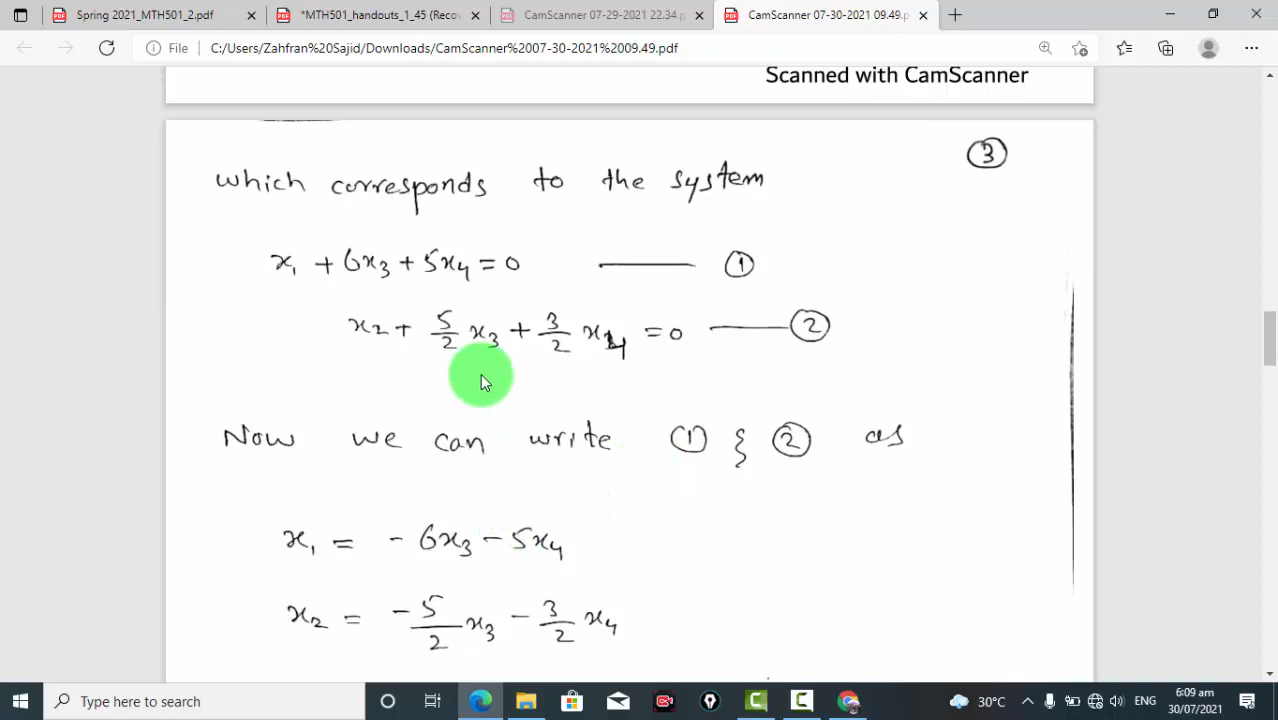 Spring 2021_MTH501_2.pdf
*MTH501_handouts_1_45 (Recov
CamScanner 07-29-2021 22.34.p
CamScanner 07-30-2021 09.49.p
File
C:/Users/Zahfran%20Sajid/Downloads/CamScanner%2007-30-2021%2009.49.pdf
Scanned with CamScanner
③
which corresponds to the system
x₁ + 6x₃ + 5x₄ = 0 —— ①
x₂ + 5/2 x₃ + 3/2 x₄ = 0 —— ②
Now we can write ① & ② as
x₁ = - 6x₃ - 5x₄
x₂ = - 5/2 x₃ - 3/2 x₄
Type here to search
30°C
ENG
6:09 am
30/07/2021